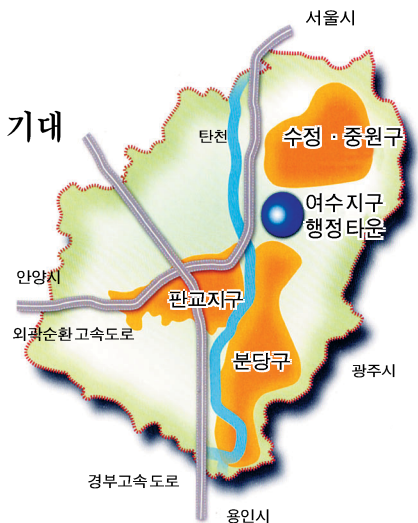 서울시
기대
탄천
수정·중원구
여수지구
행정타운
안양시
판교지구
외곽순환고속도로
분당구
광주시
경부고속도로
용인시